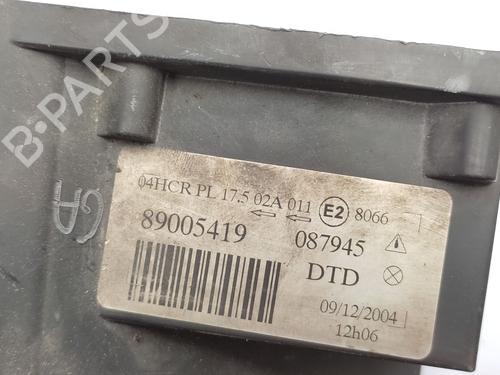 B-PARTS
04HCR PL 17.5 02A 011 E2 8066
89005419 087945
DTD
09/12/2004
12h06